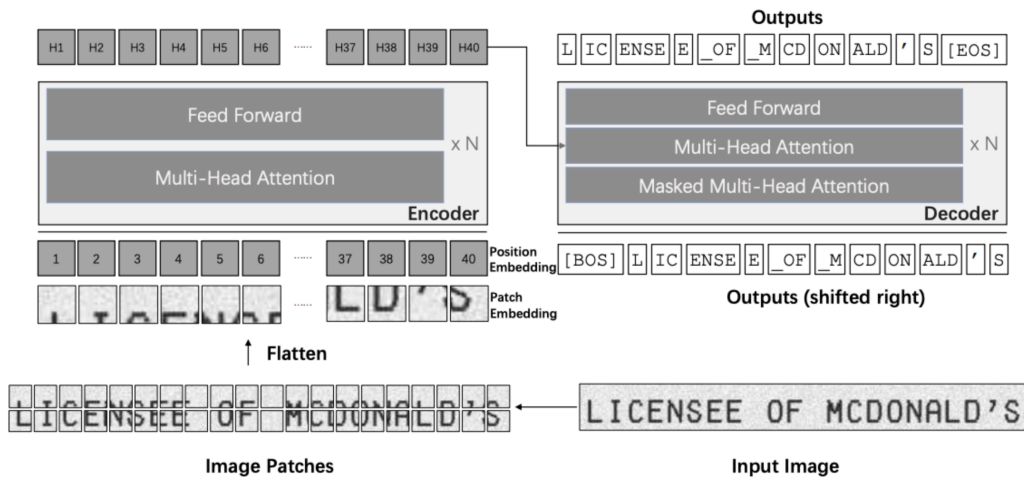 Outputs
H1 H2 H3 H4 H5 H6 ...... H37 H38 H39 H40
L IC ENSE E _OF _M CD ON ALD ' S [EOS]
Feed Forward
x N
Multi-Head Attention
Encoder
Feed Forward
Multi-Head Attention
x N
Masked Multi-Head Attention
Decoder
1 2 3 4 5 6 ...... 37 38 39 40
Position
Embedding
[BOS] L IC ENSE E _OF _M CD ON ALD ' S
LICENSEE ...... LD'S
Patch
Embedding
Outputs (shifted right)
Flatten
LICENSEE OF MCDONALD'S
LICENSEE OF MCDONALD'S
Image Patches
Input Image